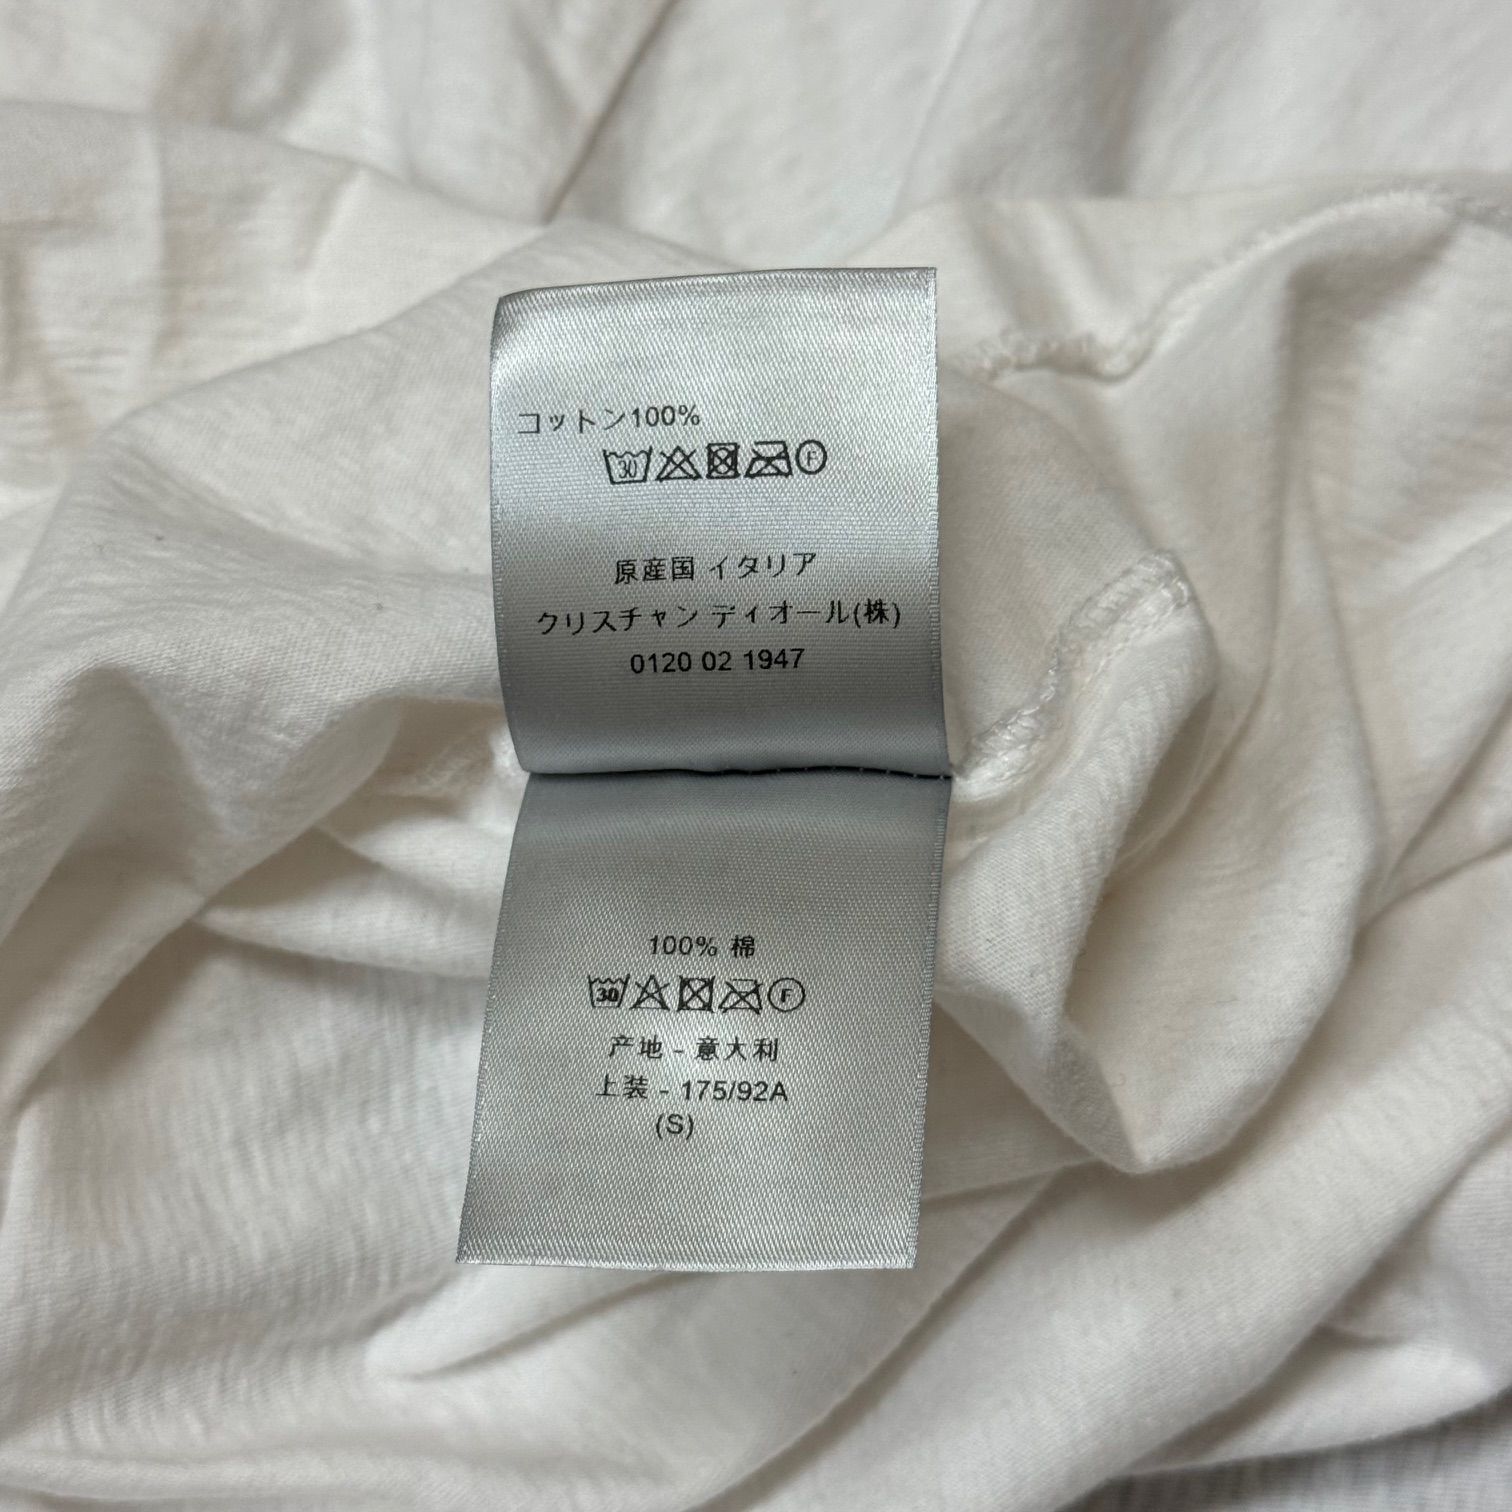 コットン100%
30 F
原産国 イタリア
クリスチャン ディオール(株)
0120 02 1947
100% 棉
30 F
产地 - 意大利
上装 - 175/92A
(S)